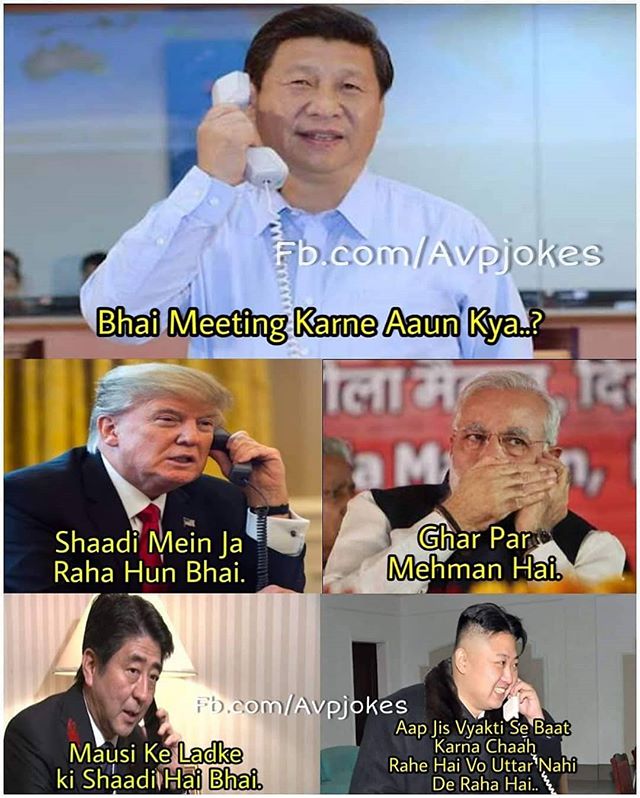 Fb.com/Avpjokes
Bhai Meeting Karne Aaun Kya..?
Shaadi Mein Ja
Raha Hun Bhai.
Ghar Par
Mehman Hai.
Fb.com/Avpjokes
Mausi Ke Ladke
ki Shaadi Hai Bhai.
Aap Jis Vyakti Se Baat
Karna Chaah
Rahe Hai Vo Uttar Nahi
De Raha Hai..